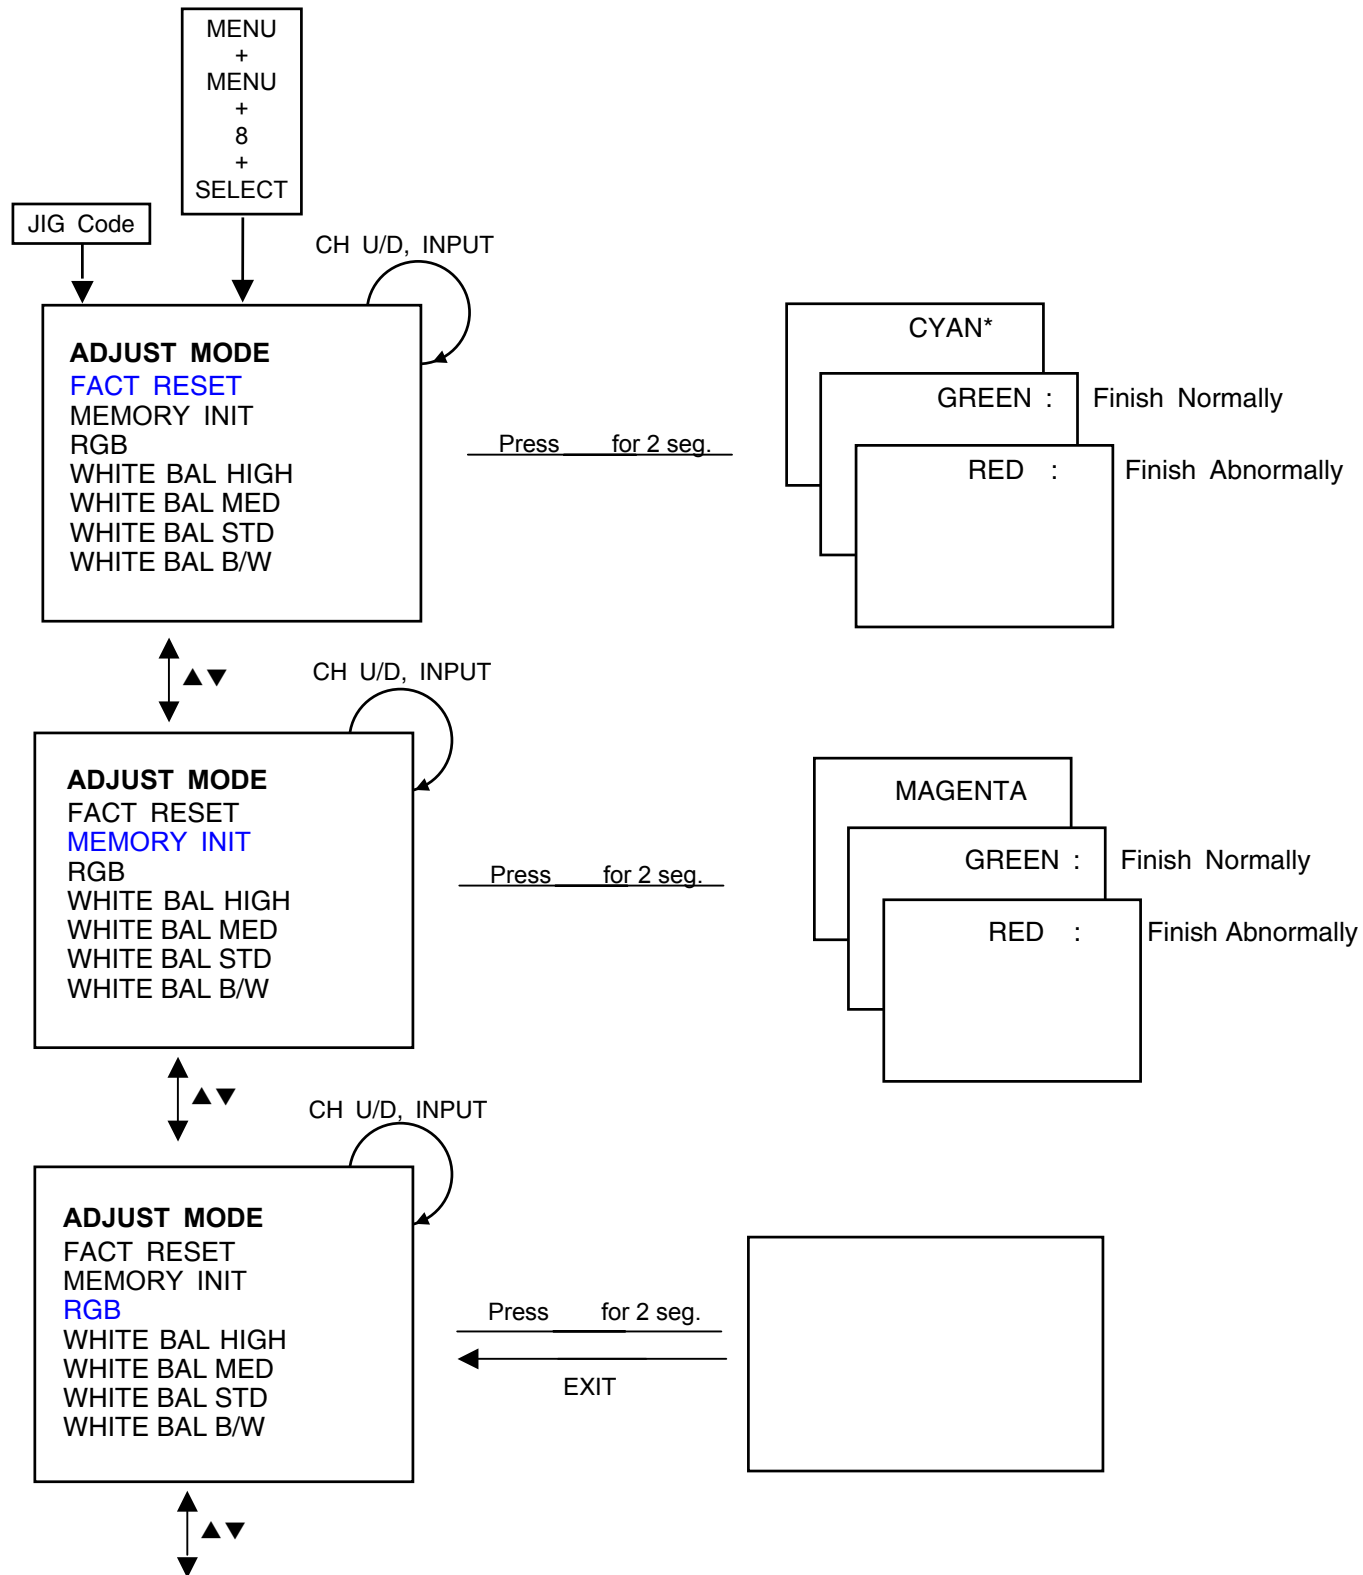 MENU
+
MENU
+
8
+
SELECT
JIG Code
CH U/D, INPUT
ADJUST MODE
FACT RESET
MEMORY INIT
RGB
WHITE BAL HIGH
WHITE BAL MED
WHITE BAL STD
WHITE BAL B/W
Press for 2 seg.
CYAN*
GREEN : Finish Normally
RED : Finish Abnormally
▲▼
CH U/D, INPUT
ADJUST MODE
FACT RESET
MEMORY INIT
RGB
WHITE BAL HIGH
WHITE BAL MED
WHITE BAL STD
WHITE BAL B/W
Press for 2 seg.
MAGENTA
GREEN : Finish Normally
RED : Finish Abnormally
▲▼
CH U/D, INPUT
ADJUST MODE
FACT RESET
MEMORY INIT
RGB
WHITE BAL HIGH
WHITE BAL MED
WHITE BAL STD
WHITE BAL B/W
Press for 2 seg.
EXIT
▲▼